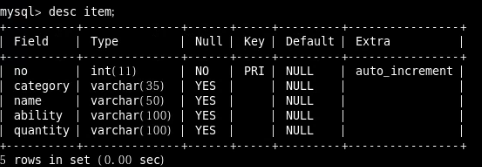 mysql> desc item;
+----------+--------------+------+-----+---------+----------------+
| Field    | Type         | Null | Key | Default | Extra          |
+----------+--------------+------+-----+---------+----------------+
| no       | int(11)      | NO   | PRI | NULL    | auto_increment |
| category | varchar(35)  | YES  |     | NULL    |                |
| name     | varchar(50)  | YES  |     | NULL    |                |
| ability  | varchar(100) | YES  |     | NULL    |                |
| quantity | varchar(100) | YES  |     | NULL    |                |
+----------+--------------+------+-----+---------+----------------+
5 rows in set (0.00 sec)